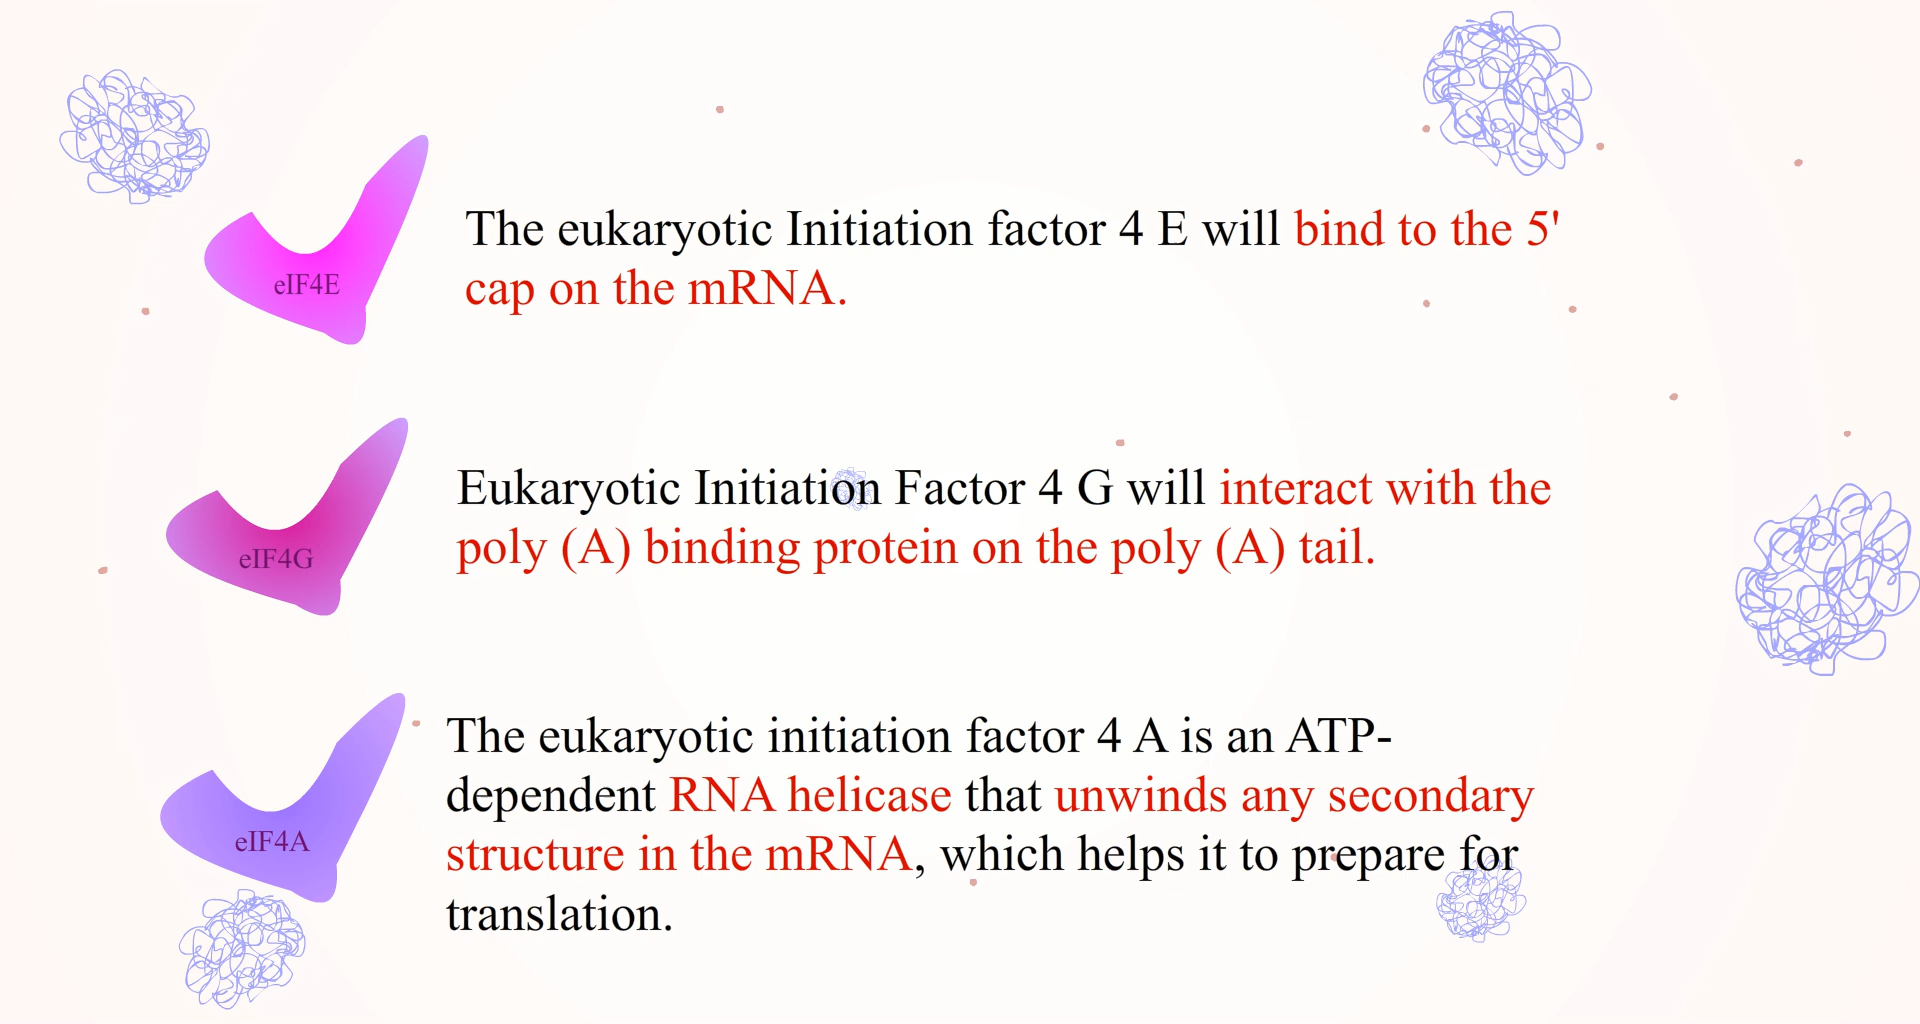 The eukaryotic Initiation factor 4 E will bind to the 5'
cap on the mRNA.
eIF4E
Eukaryotic Initiation Factor 4 G will interact with the
poly (A) binding protein on the poly (A) tail.
eIF4G
The eukaryotic initiation factor 4 A is an ATP-
dependent RNA helicase that unwinds any secondary
structure in the mRNA, which helps it to prepare for
translation.
eIF4A